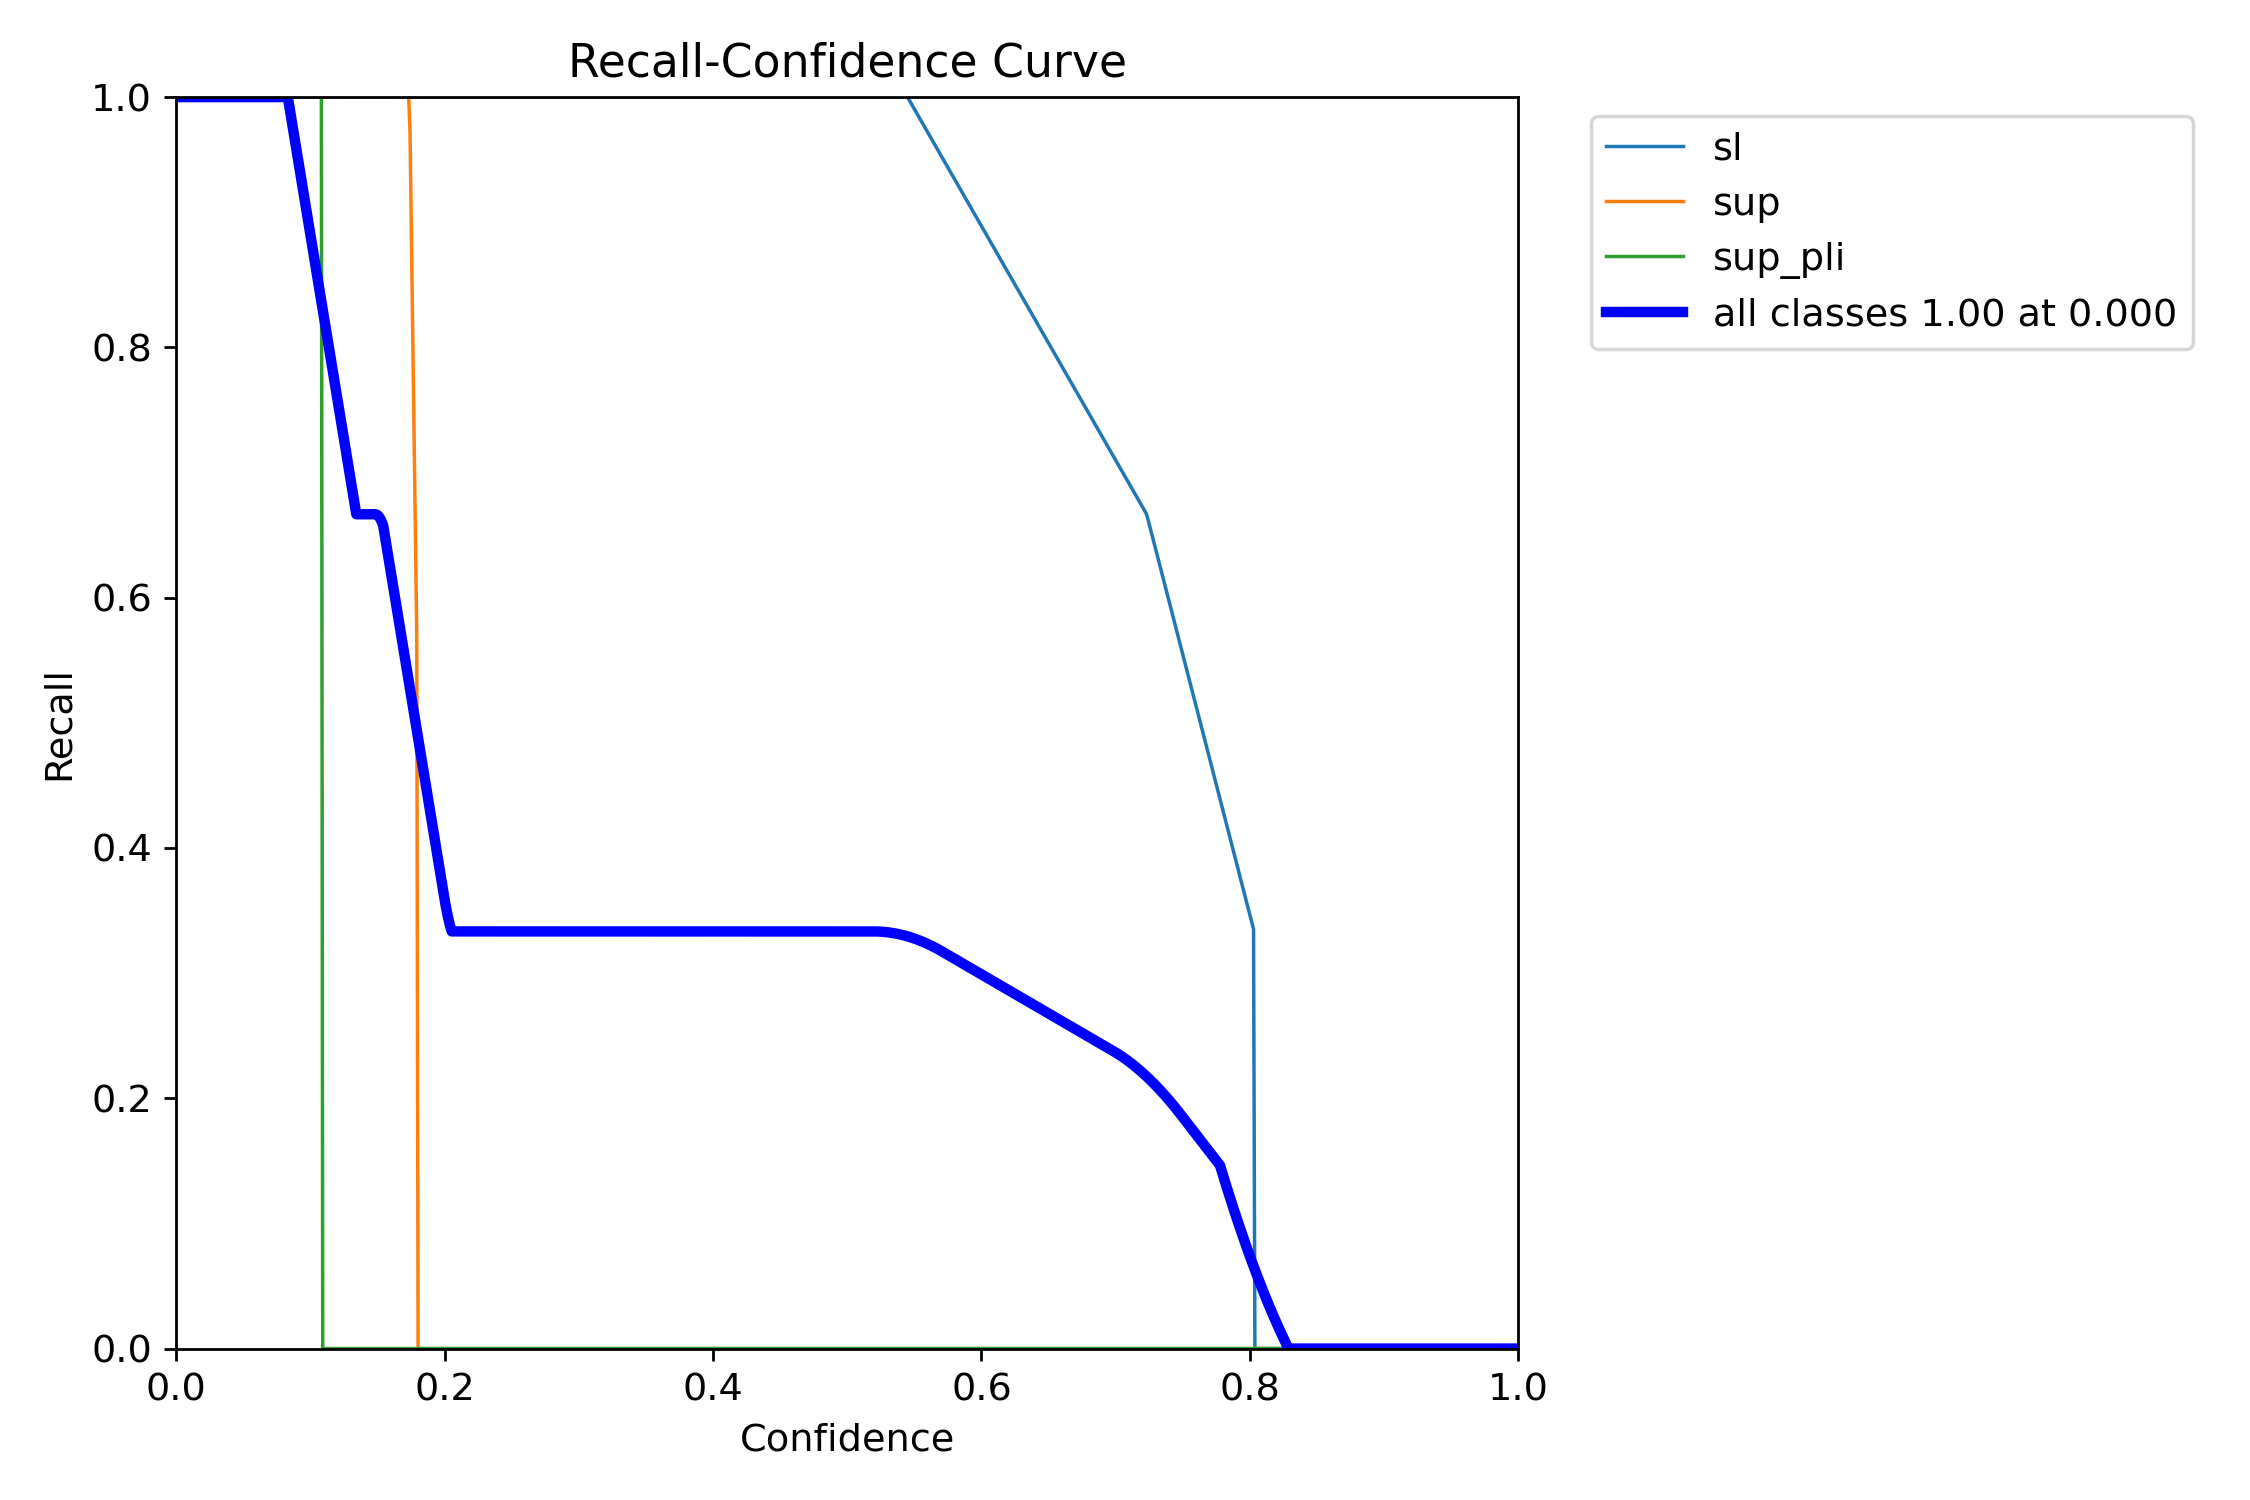 Recall-Confidence Curve
1.0
0.8
0.6
0.4
0.2
0.0
Recall
0.0 0.2 0.4 0.6 0.8 1.0
Confidence
sl
sup
sup_pli
all classes 1.00 at 0.000